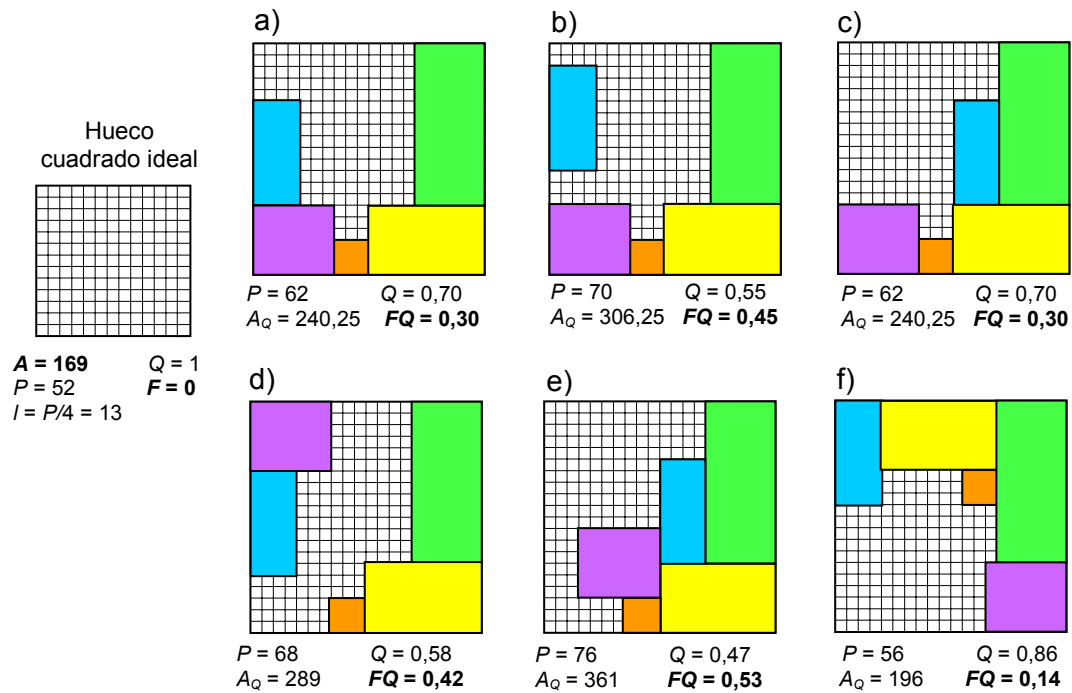 a)
b)
c)
Hueco
cuadrado ideal
A = 169 Q = 1
P = 52 F = 0
l = P/4 = 13
P = 62 Q = 0,70
A_Q = 240,25 FQ = 0,30
P = 70 Q = 0,55
A_Q = 306,25 FQ = 0,45
P = 62 Q = 0,70
A_Q = 240,25 FQ = 0,30
d)
e)
f)
P = 68 Q = 0,58
A_Q = 289 FQ = 0,42
P = 76 Q = 0,47
A_Q = 361 FQ = 0,53
P = 56 Q = 0,86
A_Q = 196 FQ = 0,14